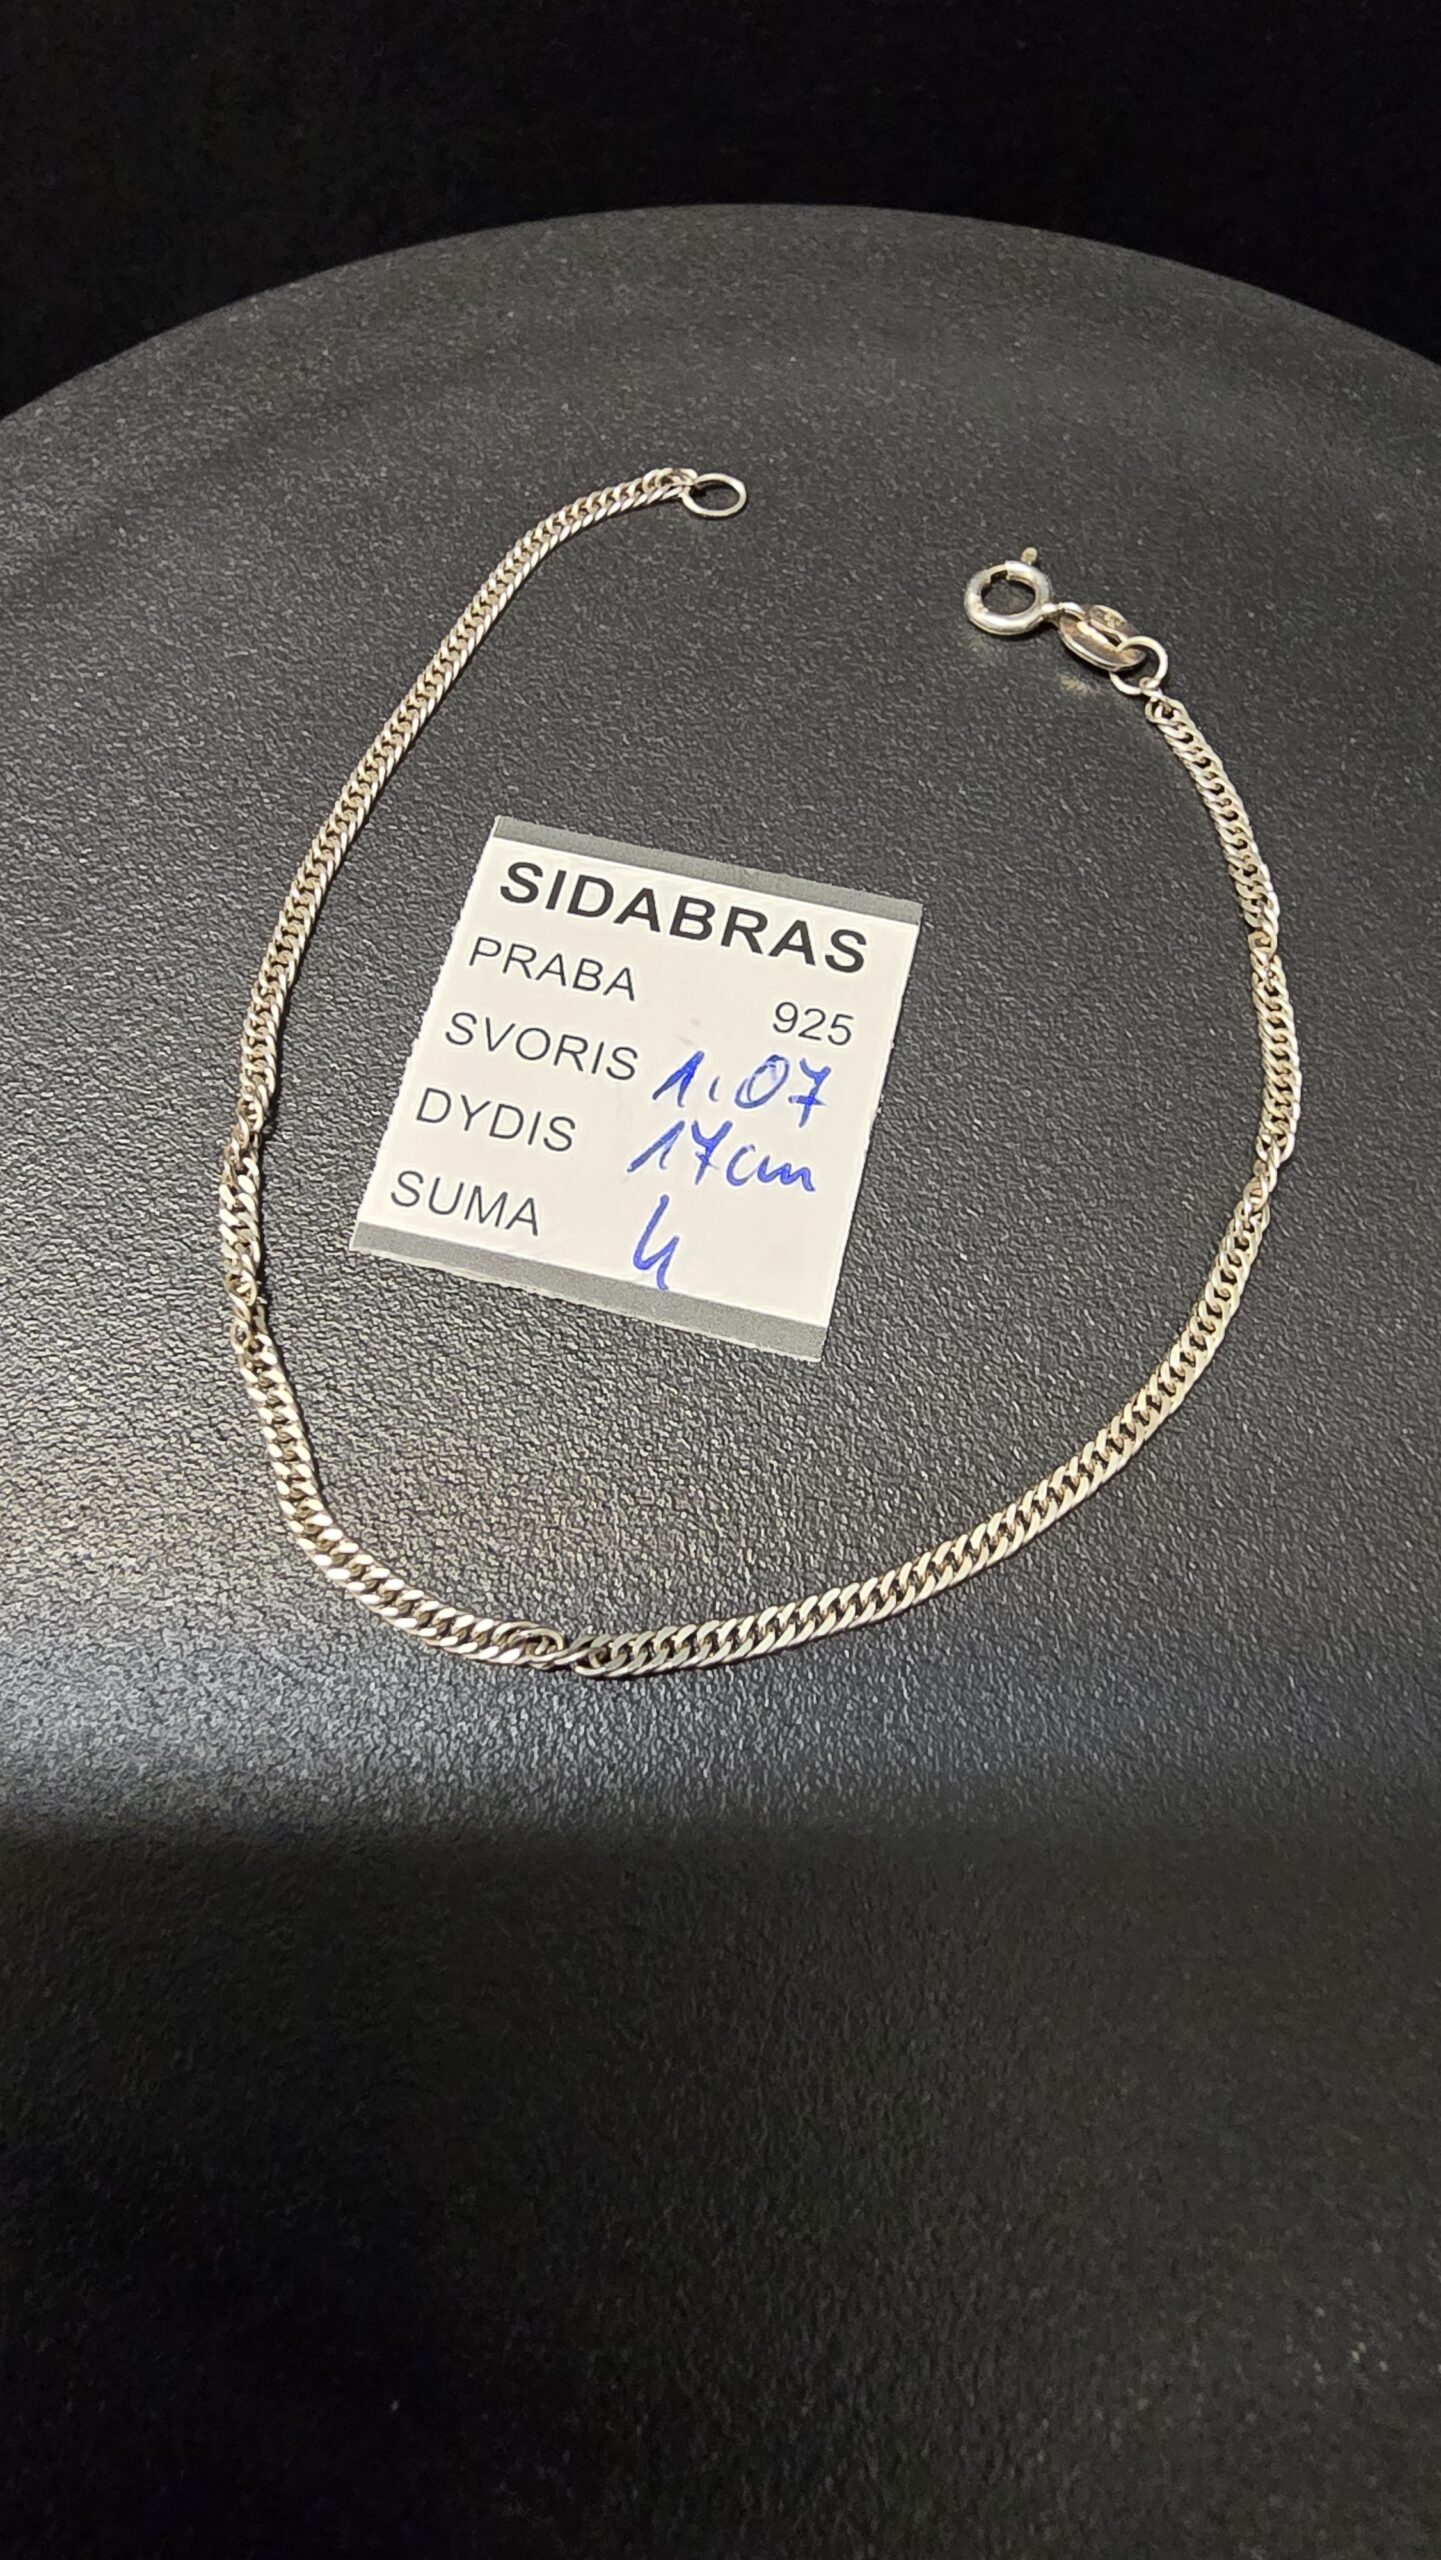 SIDABRAS
PRABA 925
SVORIS 1.07
DYDIS 17cm
SUMA 4